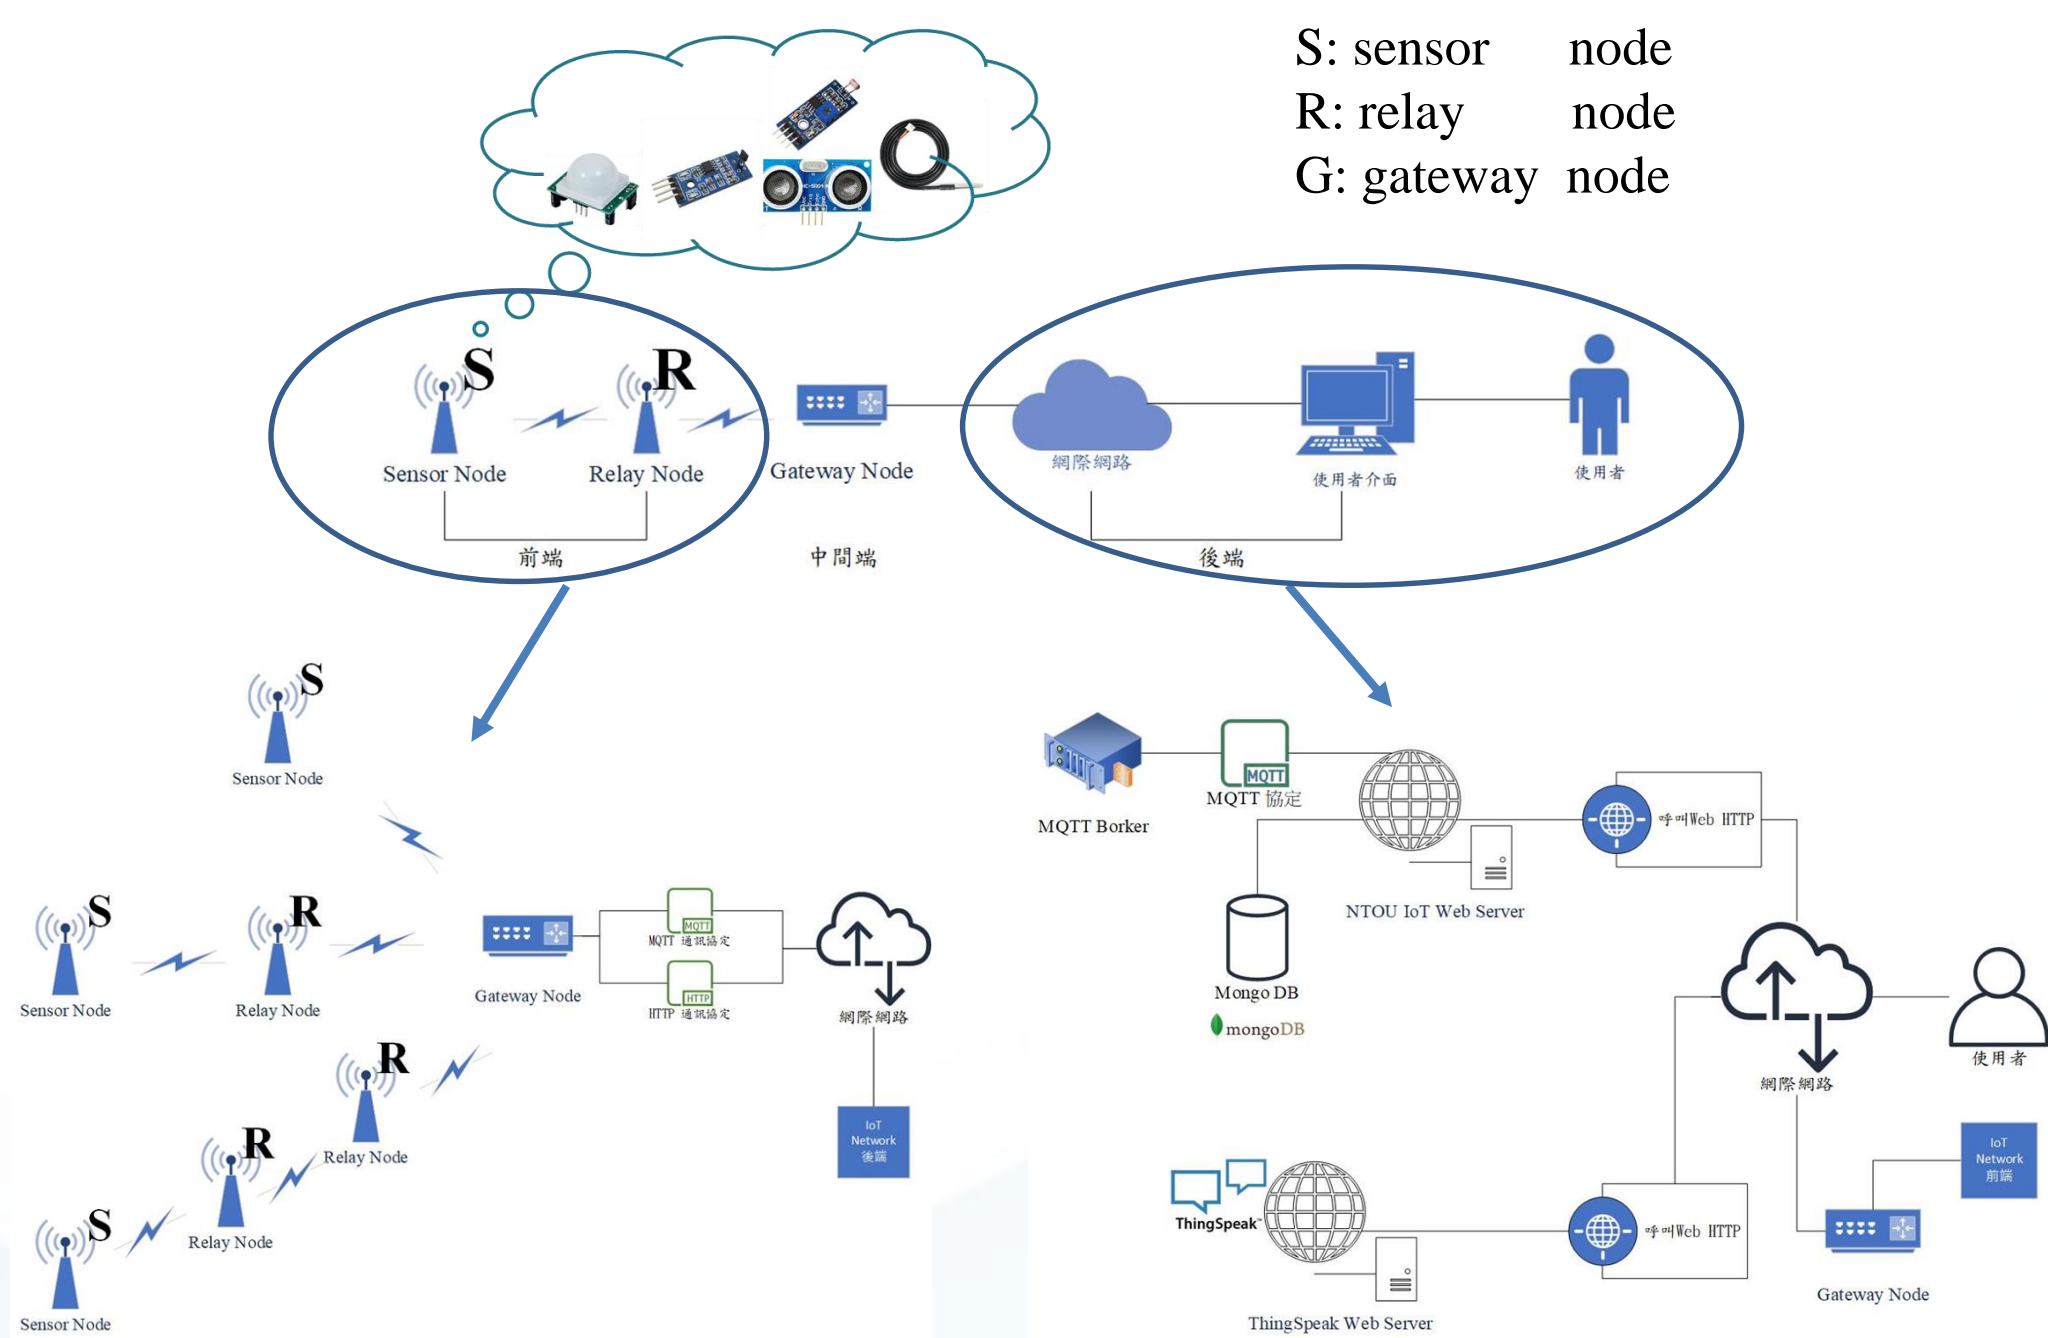 S: sensor node
R: relay node
G: gateway node
S
R
Sensor Node
Relay Node
Gateway Node
網際網路
使用者介面
使用者
前端
中間端
後端
S
Sensor Node
S
Sensor Node
R
Relay Node
Gateway Node
MQTT
MQTT 通訊協定
HTTP
HTTP 通訊協定
網際網路
R
Relay Node
R
Relay Node
S
Sensor Node
IoT
Network
後端
MQTT Borker
MQTT
MQTT 協定
NTOU IoT Web Server
呼叫Web HTTP
Mongo DB
mongoDB
網際網路
使用者
ThingSpeak
ThingSpeak Web Server
呼叫Web HTTP
IoT
Network
前端
Gateway Node